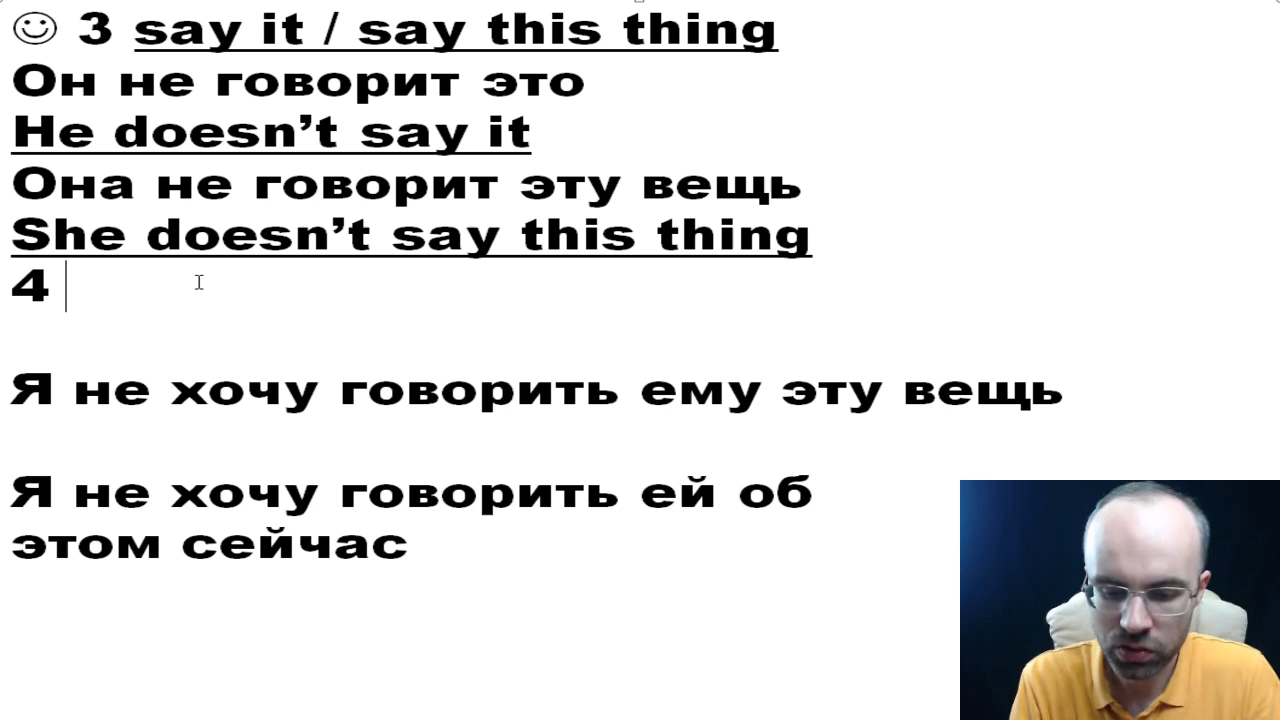 ☺ 3 say it / say this thing
Он не говорит это
He doesn’t say it
Она не говорит эту вещь
She doesn’t say this thing
4
Я не хочу говорить ему эту вещь
Я не хочу говорить ей об
этом сейчас